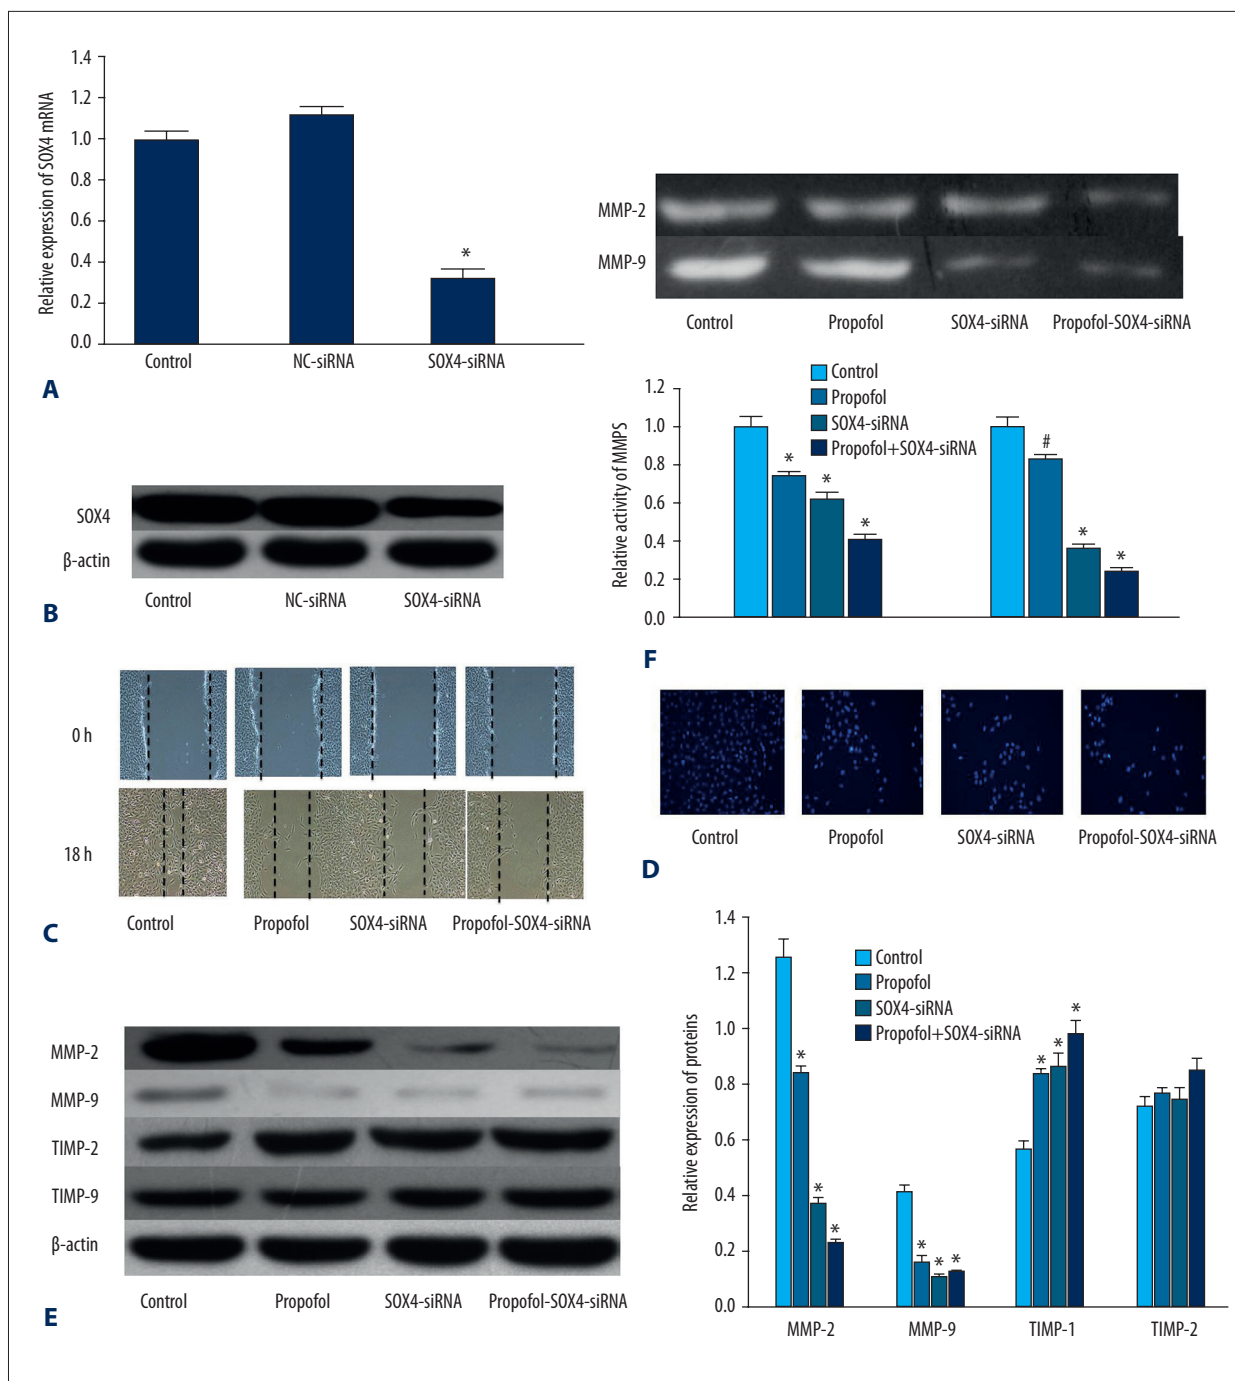 1.4
1.2
1.0
0.8
0.6
0.4
0.2
0.0
Relative expression of SOX4 mRNA
*
Control NC-siRNA SOX4-siRNA
A
SOX4
β-actin
Control NC-siRNA SOX4-siRNA
B
0 h
18 h
Control Propofol SOX4-siRNA Propofol-SOX4-siRNA
C
MMP-2
MMP-9
TIMP-2
TIMP-9
β-actin
Control Propofol SOX4-siRNA Propofol-SOX4-siRNA
E
MMP-2
MMP-9
Control Propofol SOX4-siRNA Propofol-SOX4-siRNA
Control
Propofol
SOX4-siRNA
Propofol+SOX4-siRNA
1.2
1.0
0.8
0.6
0.4
0.2
0.0
Relative activity of MMPS
* * * # * *
F
Control Propofol SOX4-siRNA Propofol-SOX4-siRNA
D
1.4
1.2
1.0
0.8
0.6
0.4
0.2
0.0
Relative expression of proteins
Control
Propofol
SOX4-siRNA
Propofol+SOX4-siRNA
* * * * * * * * *
MMP-2 MMP-9 TIMP-1 TIMP-2